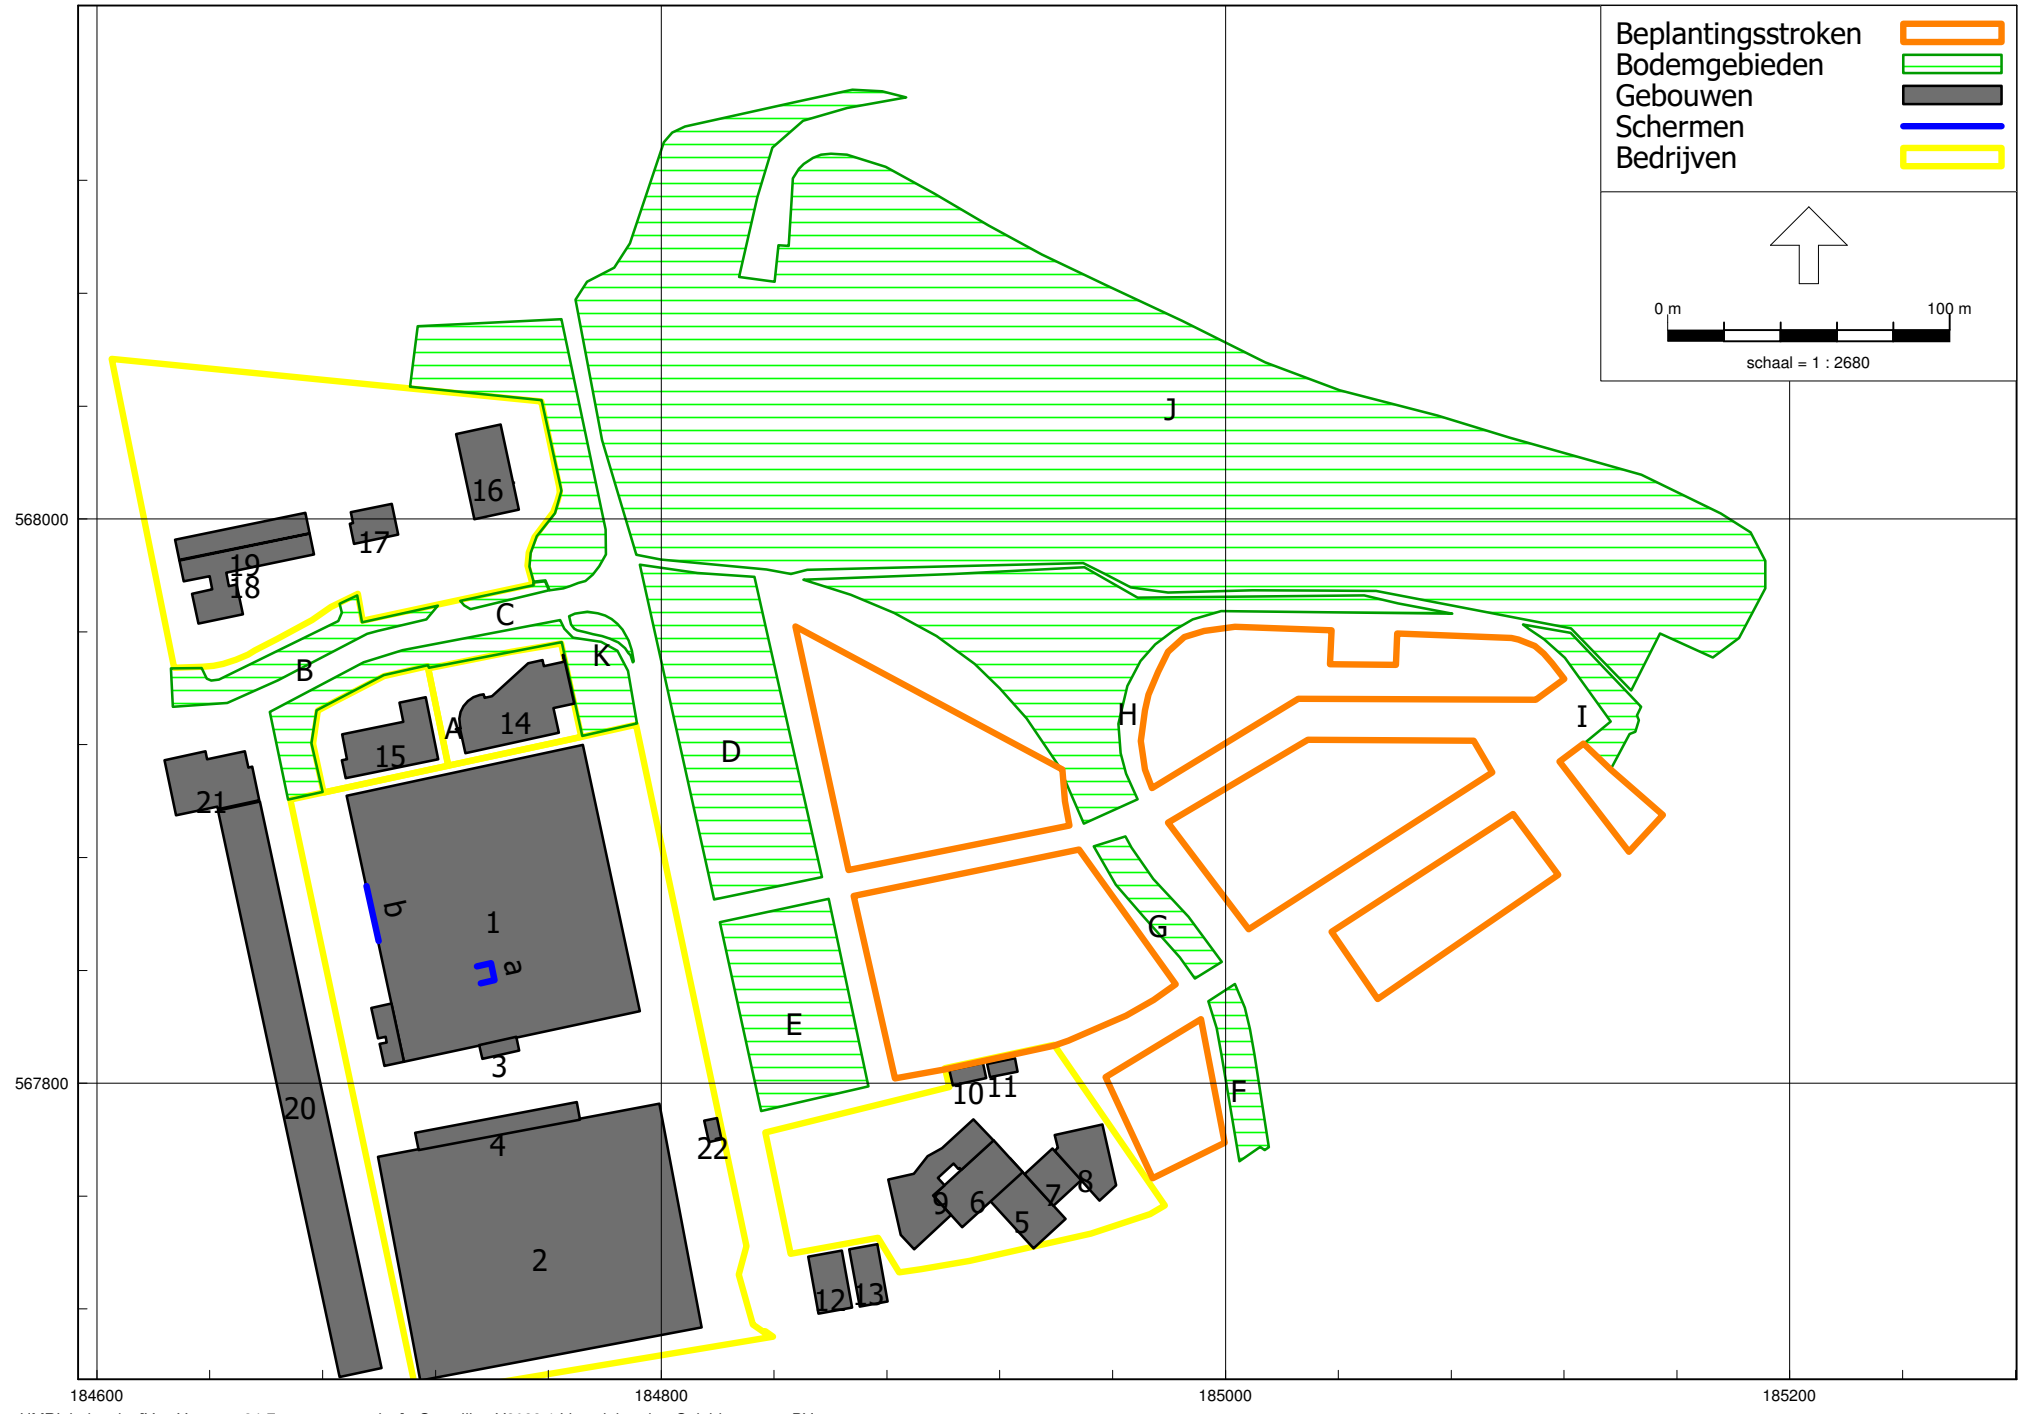 Beplantingsstroken
Bodemgebieden
Gebouwen
Schermen
Bedrijven
0 m 100 m
schaal = 1 : 2680
J
16
568000
17
19
18
C
K
B
H
I
A 14
D
15
21
b 1
G
a
E
3
F
10 11
20
4
22
8
7
9 6
5
2
12 13
184600 184800 185000 185200